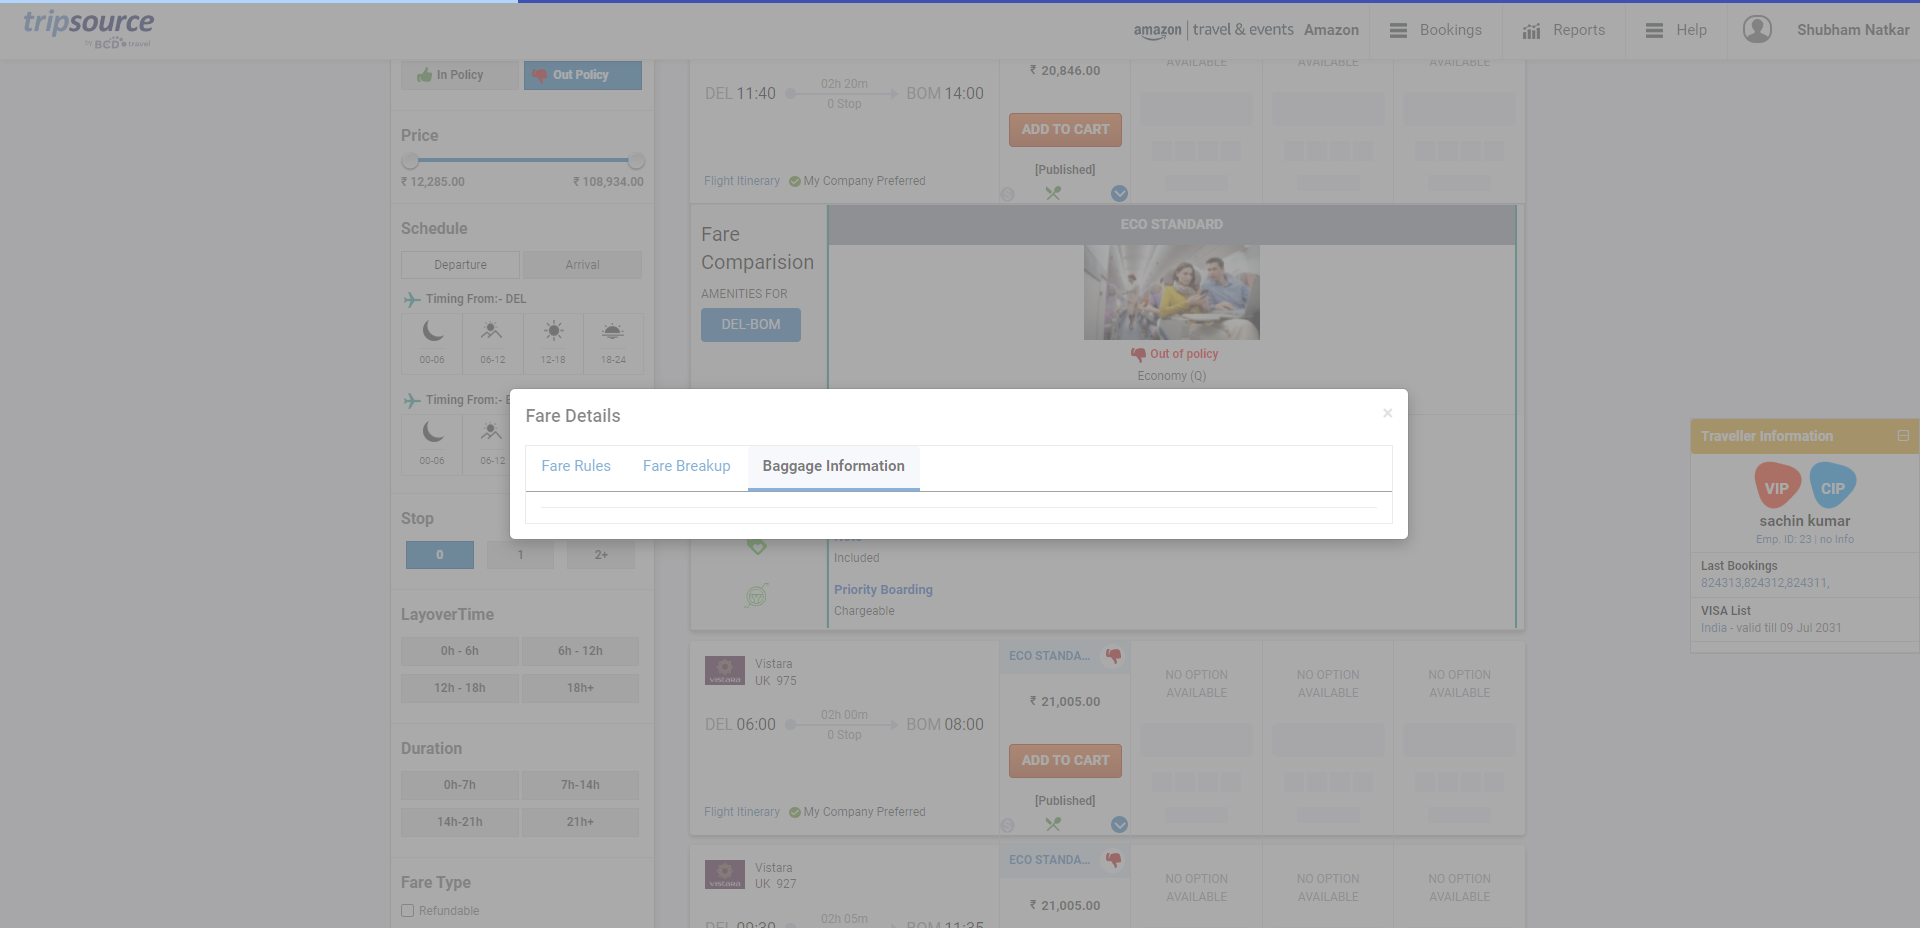 tripsource
by BCD travel
amazon travel & events Amazon
Bookings
Reports
Help
Shubham Natkar
In Policy
Out Policy
Price
₹ 12,285.00
₹ 108,934.00
Schedule
Departure
Arrival
Timing From:- DEL
00-06
06-12
12-18
18-24
Timing From:-
00-06
06-12
Stop
0
1
2+
LayoverTime
0h - 6h
6h - 12h
12h - 18h
18h+
Duration
0h-7h
7h-14h
14h-21h
21h+
Fare Type
Refundable
DEL 11:40
02h 20m
0 Stop
BOM 14:00
Flight Itinerary
My Company Preferred
₹ 20,846.00
ADD TO CART
[Published]
AVAILABLE
AVAILABLE
AVAILABLE
Fare
Comparision
AMENITIES FOR
DEL-BOM
ECO STANDARD
Out of policy
Economy (Q)
Fare Details
×
Fare Rules
Fare Breakup
Baggage Information
Included
Priority Boarding
Chargeable
Vistara
UK 975
DEL 06:00
02h 00m
0 Stop
BOM 08:00
Flight Itinerary
My Company Preferred
ECO STANDA...
₹ 21,005.00
ADD TO CART
[Published]
NO OPTION
AVAILABLE
NO OPTION
AVAILABLE
NO OPTION
AVAILABLE
Vistara
UK 927
DEL 09:30
02h 05m
BOM 11:35
ECO STANDA...
₹ 21,005.00
NO OPTION
AVAILABLE
NO OPTION
AVAILABLE
NO OPTION
AVAILABLE
Traveller Information
VIP
CIP
sachin kumar
Emp. ID: 23 | no Info
Last Bookings
824313,824312,824311,
VISA List
India - valid till 09 Jul 2031